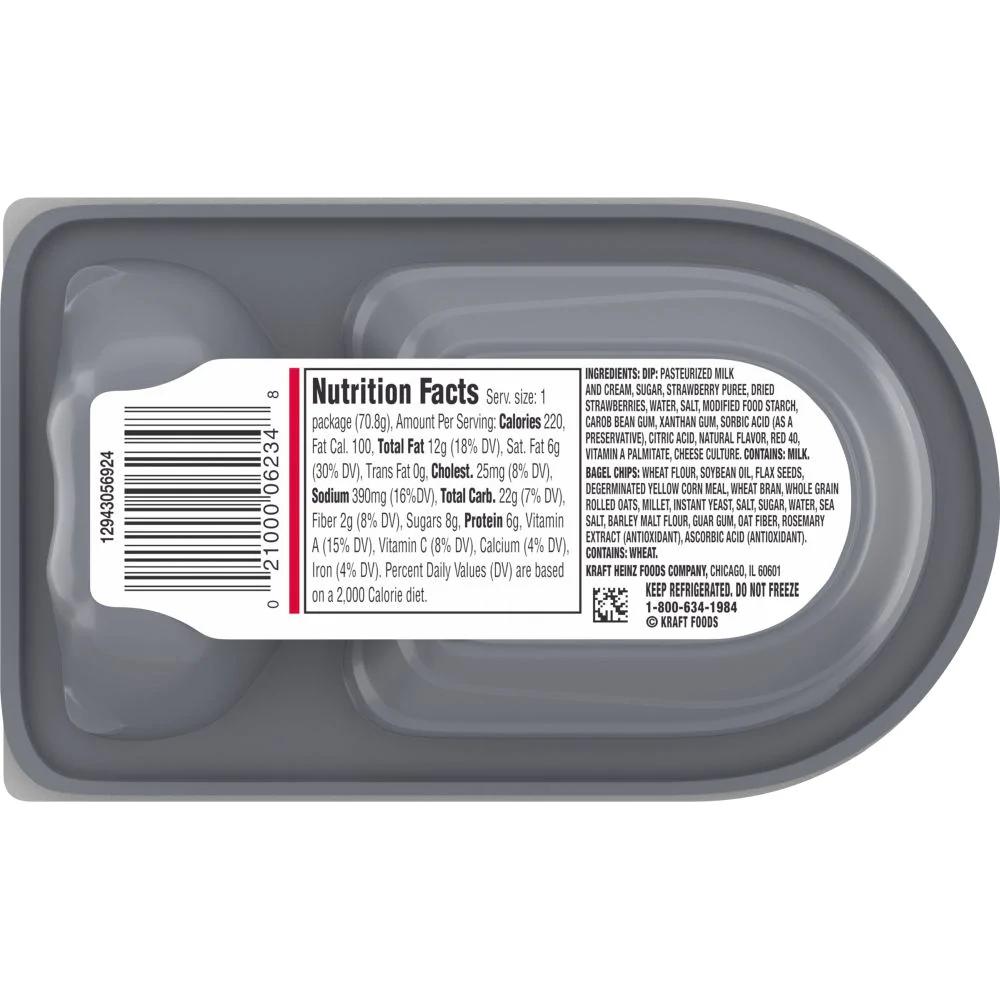 12943056924
0 21000 06234 8
Nutrition Facts Serv. size: 1
package (70.8g), Amount Per Serving: Calories 220,
Fat Cal. 100, Total Fat 12g (18% DV), Sat. Fat 6g
(30% DV), Trans Fat 0g, Cholest. 25mg (8% DV),
Sodium 390mg (16%DV), Total Carb. 22g (7% DV),
Fiber 2g (8% DV), Sugars 8g, Protein 6g, Vitamin
A (15% DV), Vitamin C (8% DV), Calcium (4% DV),
Iron (4% DV). Percent Daily Values (DV) are based
on a 2,000 Calorie diet.
INGREDIENTS: DIP: PASTEURIZED MILK
AND CREAM, SUGAR, STRAWBERRY PUREE, DRIED
STRAWBERRIES, WATER, SALT, MODIFIED FOOD STARCH,
CAROB BEAN GUM, XANTHAN GUM, SORBIC ACID (AS A
PRESERVATIVE), CITRIC ACID, NATURAL FLAVOR, RED 40,
VITAMIN A PALMITATE, CHEESE CULTURE. CONTAINS: MILK.
BAGEL CHIPS: WHEAT FLOUR, SOYBEAN OIL, FLAX SEEDS,
DEGERMINATED YELLOW CORN MEAL, WHEAT BRAN, WHOLE GRAIN
ROLLED OATS, MILLET, INSTANT YEAST, SALT, SUGAR, WATER, SEA
SALT, BARLEY MALT FLOUR, GUAR GUM, OAT FIBER, ROSEMARY
EXTRACT (ANTIOXIDANT), ASCORBIC ACID (ANTIOXIDANT).
CONTAINS: WHEAT.
KRAFT HEINZ FOODS COMPANY, CHICAGO, IL 60601
KEEP REFRIGERATED. DO NOT FREEZE
1-800-634-1984
© KRAFT FOODS